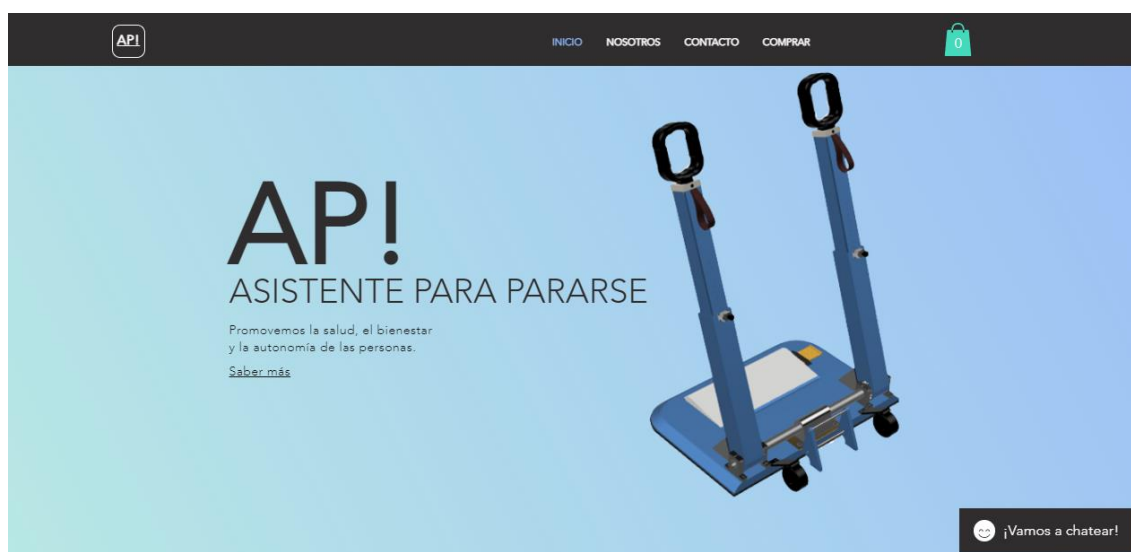 AP!
INICIO NOSOTROS CONTACTO COMPRAR
0
AP!
ASISTENTE PARA PARARSE
Promovemos la salud, el bienestar
y la autonomía de las personas.
Saber más
¡Vamos a chatear!